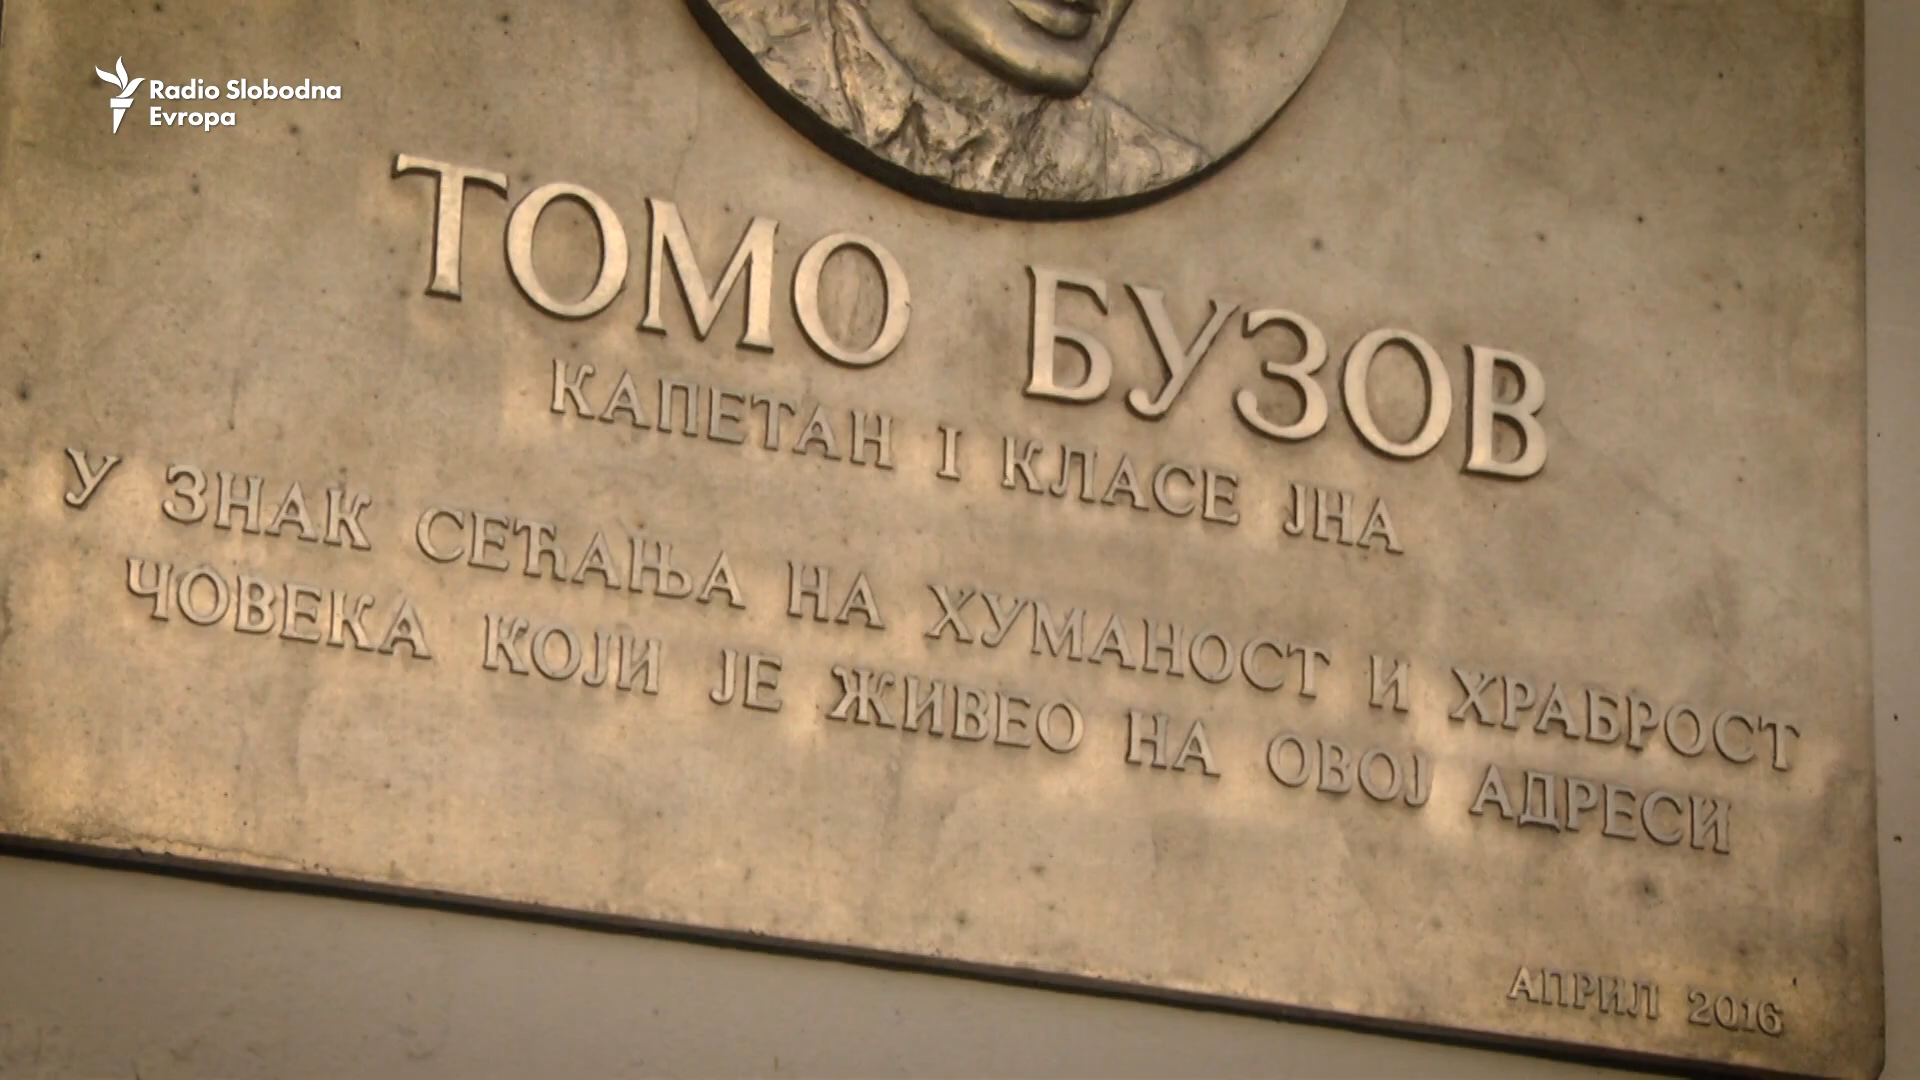 Radio Slobodna
Evropa
ТОМО БУЗОВ
КАПЕТАН I КЛАСЕ ЈНА
У ЗНАК СЕЋАЊА НА ХУМАНОСТ И ХРАБРОСТ
ЧОВЕКА КОЈИ ЈЕ ЖИВЕО НА ОВОЈ АДРЕСИ
АПРИЛ 2016